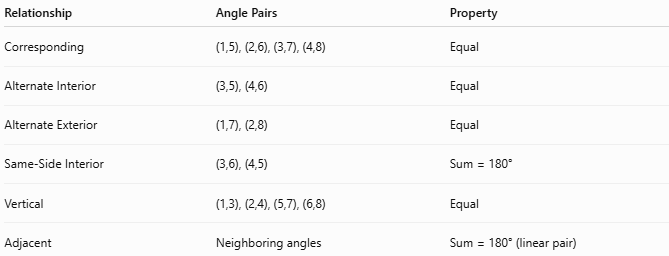 Relationship Angle Pairs Property
Corresponding (1,5), (2,6), (3,7), (4,8) Equal
Alternate Interior (3,5), (4,6) Equal
Alternate Exterior (1,7), (2,8) Equal
Same-Side Interior (3,6), (4,5) Sum = 180°
Vertical (1,3), (2,4), (5,7), (6,8) Equal
Adjacent Neighboring angles Sum = 180° (linear pair)